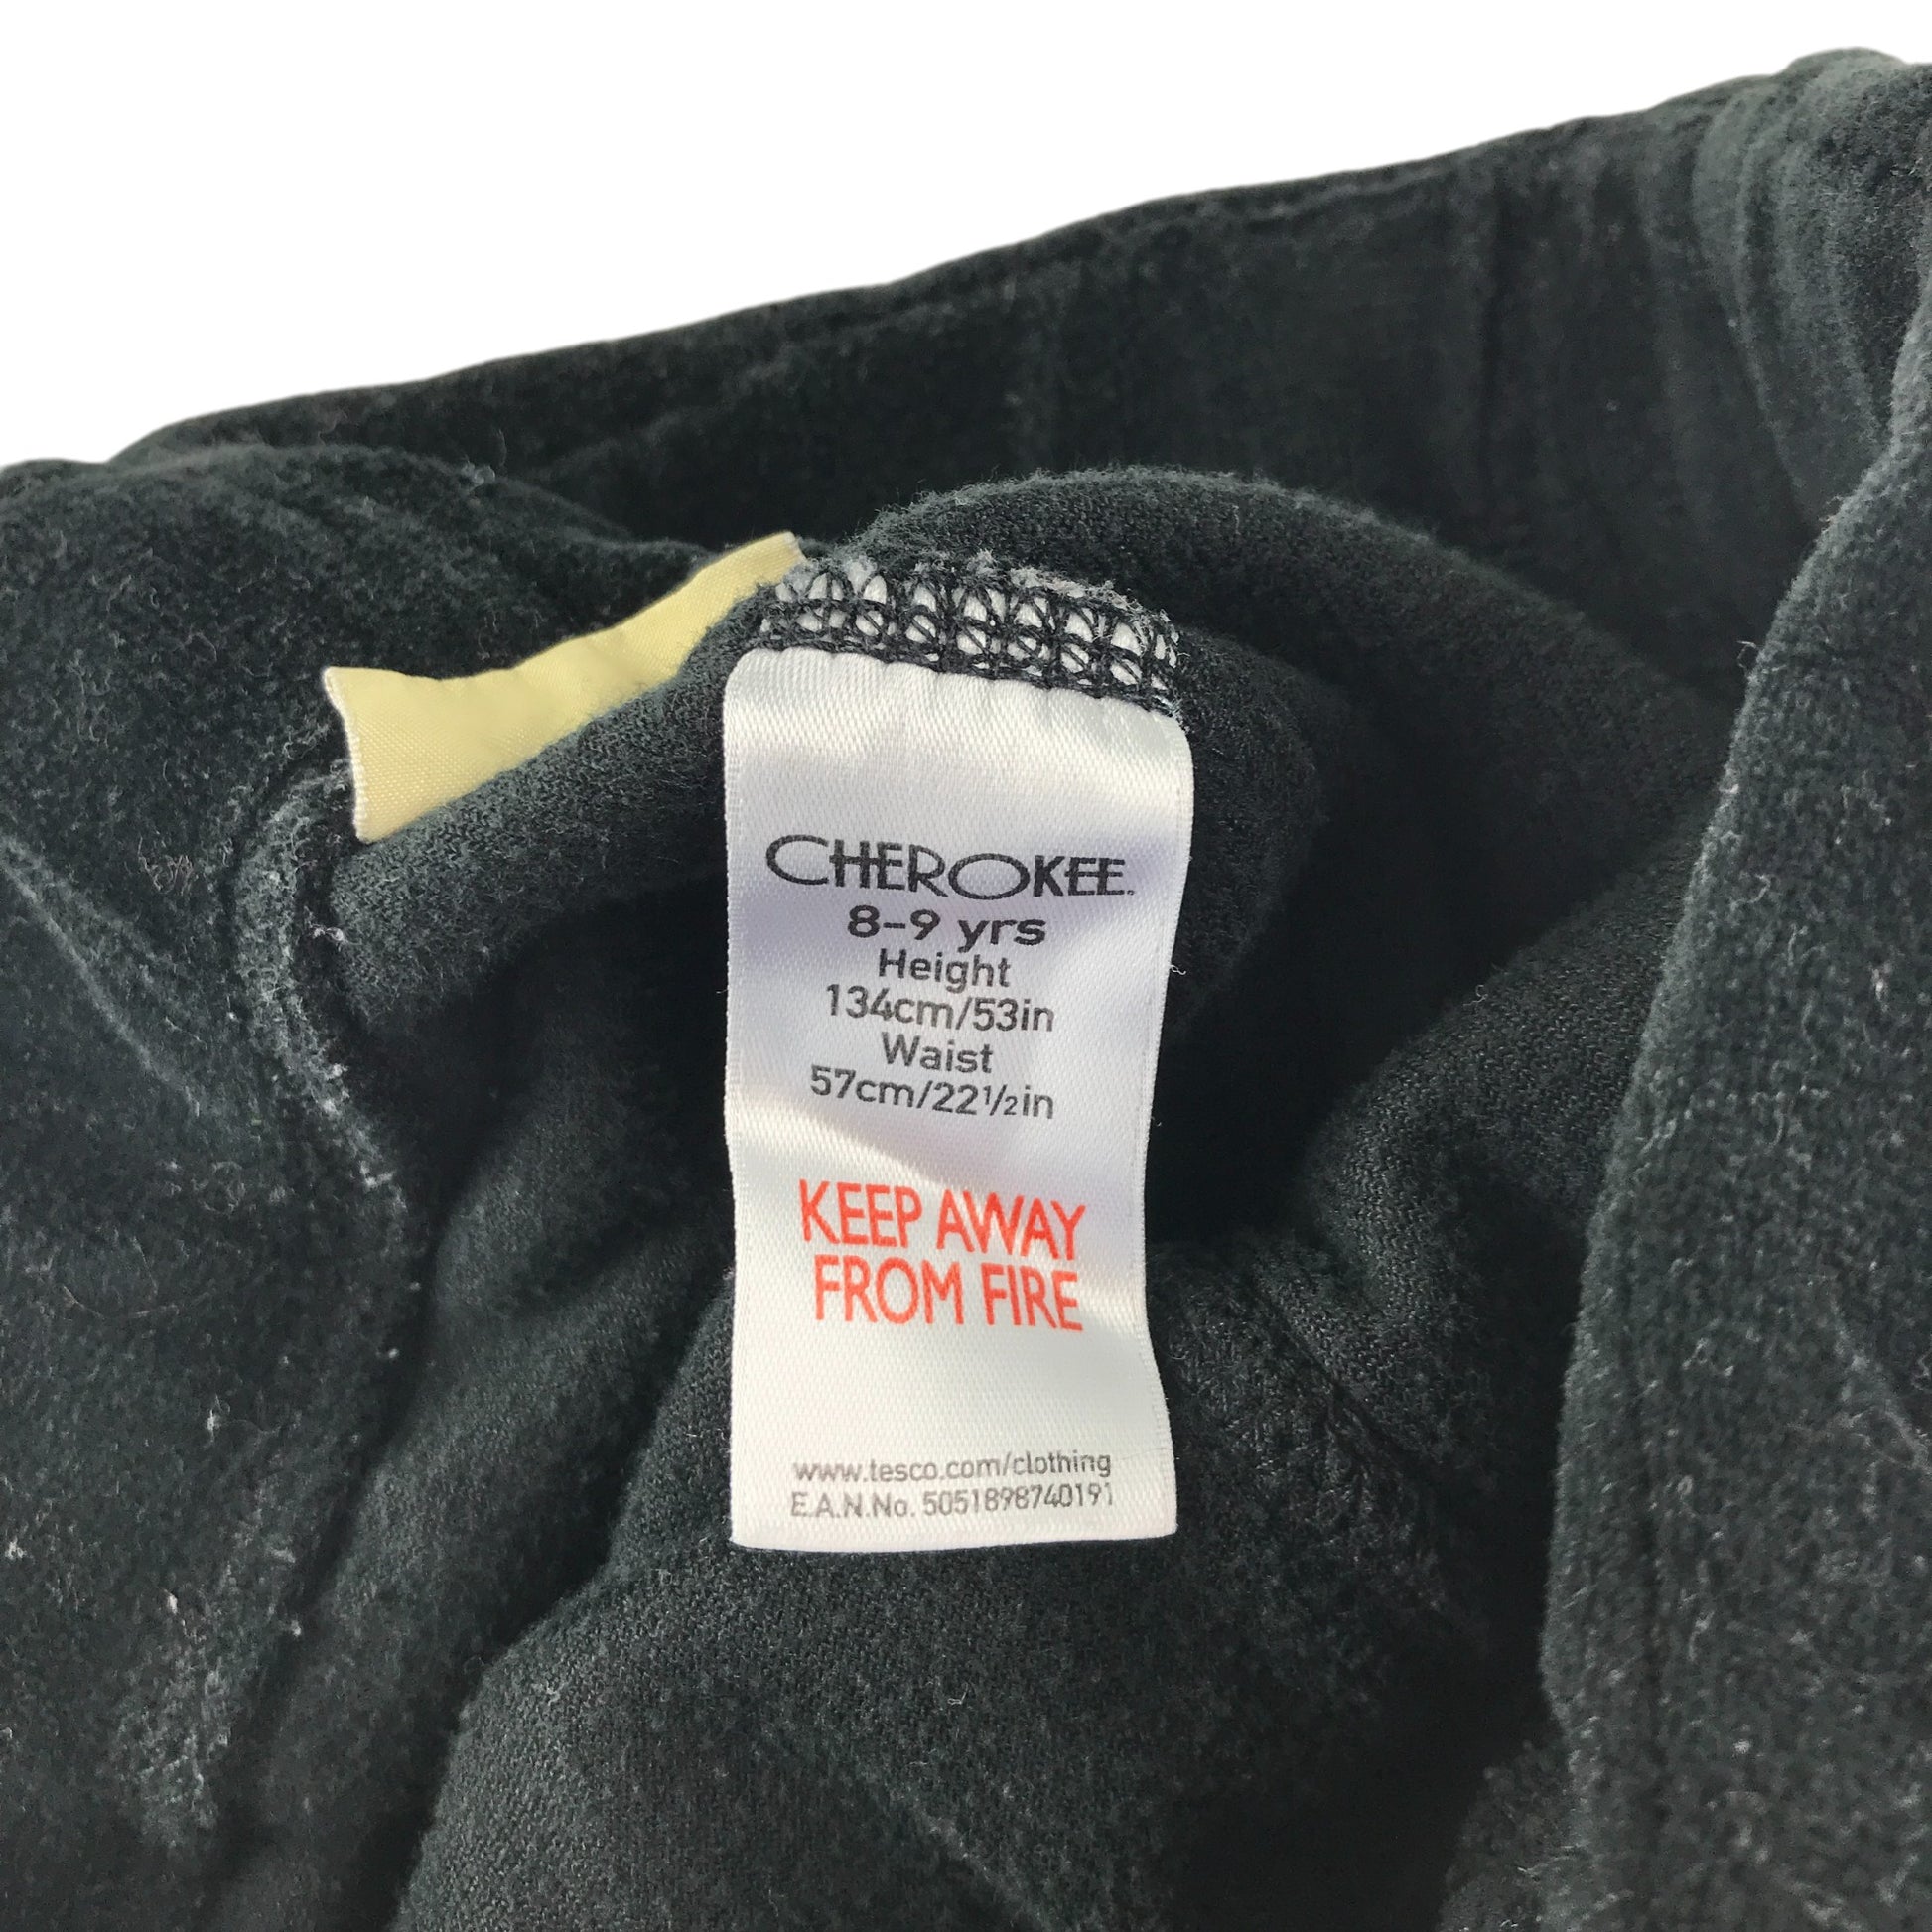 CHEROKEE.
8-9 yrs
Height
134cm/53in
Waist
57cm/22½in
KEEP AWAY
FROM FIRE
www.tesco.com/clothing
E.A.N.No. 5051898740191